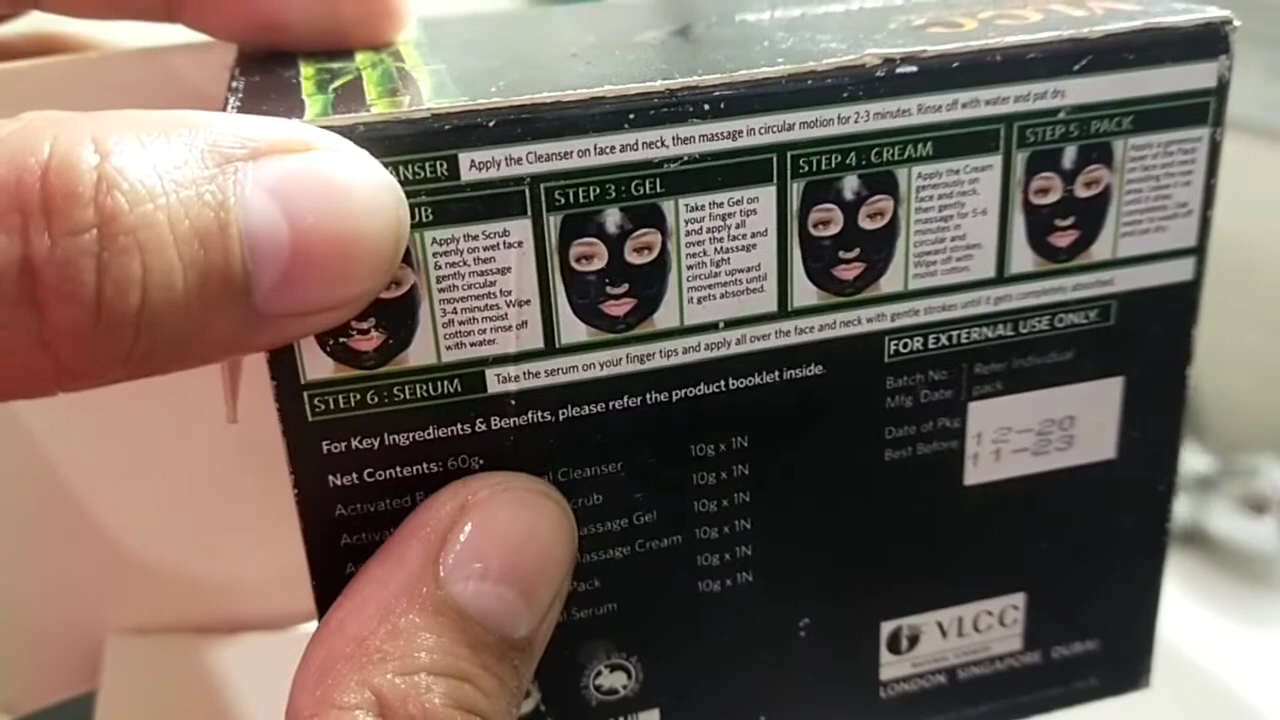 VLCC
ANSER
Apply the Cleanser on face and neck, then massage in circular motion for 2-3 minutes. Rinse off with water and pat dry.
UB
Apply the Scrub
evenly on wet face
& neck, then
gently massage
with circular
movements for
3-4 minutes. Wipe
off with moist
cotton or rinse off
with water.
STEP 3 : GEL
Take the Gel on
your finger tips
and apply all
over the face and
neck. Massage
with light
circular upward
movements until
it gets absorbed.
STEP 4 : CREAM
Apply the Cream
generously on
face and neck,
then gently
massage for 5-6
minutes in
circular and
upward strokes.
Wipe off with
moist cotton.
STEP 5 : PACK
STEP 6 : SERUM
Take the serum on your finger tips and apply all over the face and neck with gentle strokes until it gets completely absorbed.
For Key Ingredients & Benefits, please refer the product booklet inside.
Net Contents: 60g
Activated B
l Cleanser 10g x 1N
Activa
crub 10g x 1N
A
assage Gel 10g x 1N
assage Cream 10g x 1N
Pack 10g x 1N
l Serum 10g x 1N
FOR EXTERNAL USE ONLY.
Batch No.
Mfg. Date
Refer Individual
pack
Date of Pkg
12-20
Best Before
11-23
VLCC
NATURAL SCIENCES
LONDON, SINGAPORE, DUBAI